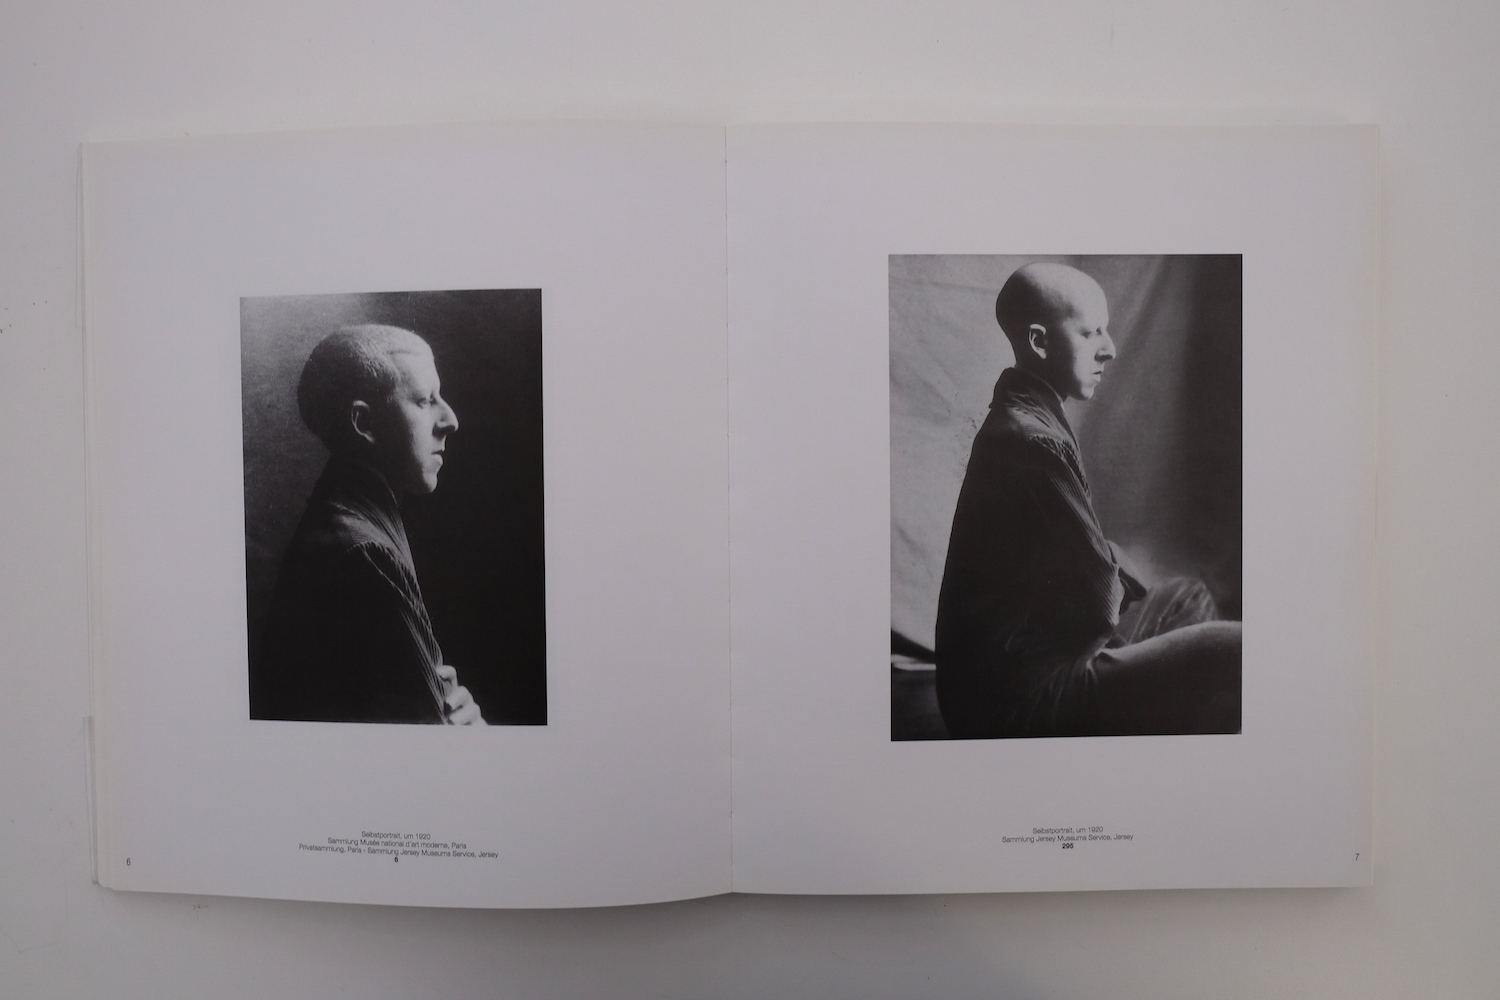 Selbstportrait, um 1920
Sammlung Musée national d'art moderne, Paris
Privatsammlung, Paris - Sammlung Jersey Museums Service, Jersey
6
6
Selbstportrait, um 1920
Sammlung Jersey Museums Service, Jersey
295
7